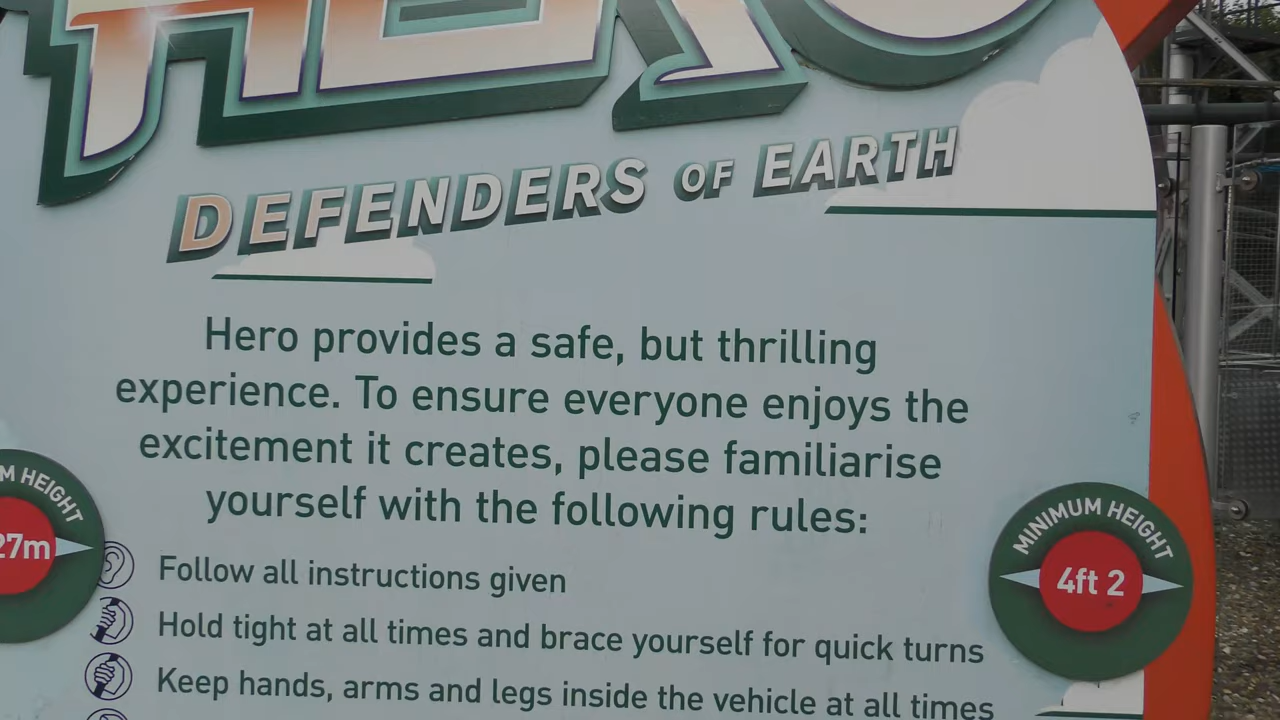 HERO
DEFENDERS OF EARTH
Hero provides a safe, but thrilling
experience. To ensure everyone enjoys the
excitement it creates, please familiarise
yourself with the following rules:
M HEIGHT
27m
MINIMUM HEIGHT
4ft 2
Follow all instructions given
Hold tight at all times and brace yourself for quick turns
Keep hands, arms and legs inside the vehicle at all times